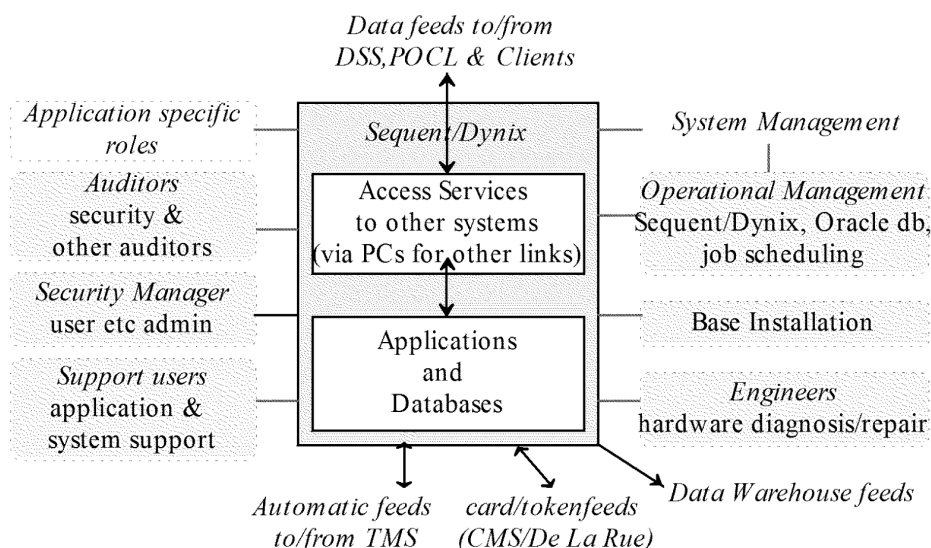 Data feeds to/from
DSS,POCL & Clients
Application specific
roles
Auditors
security &
other auditors
Security Manager
user etc admin
Support users
application &
system support
Sequent/Dynix
Access Services
to other systems
(via PCs for other links)
Applications
and
Databases
System Management
Operational Management
Sequent/Dynix, Oracle db,
job scheduling
Base Installation
Engineers
hardware diagnosis/repair
Automatic feeds
to/from TMS
card/tokenfeeds
(CMS/De La Rue)
Data Warehouse feeds